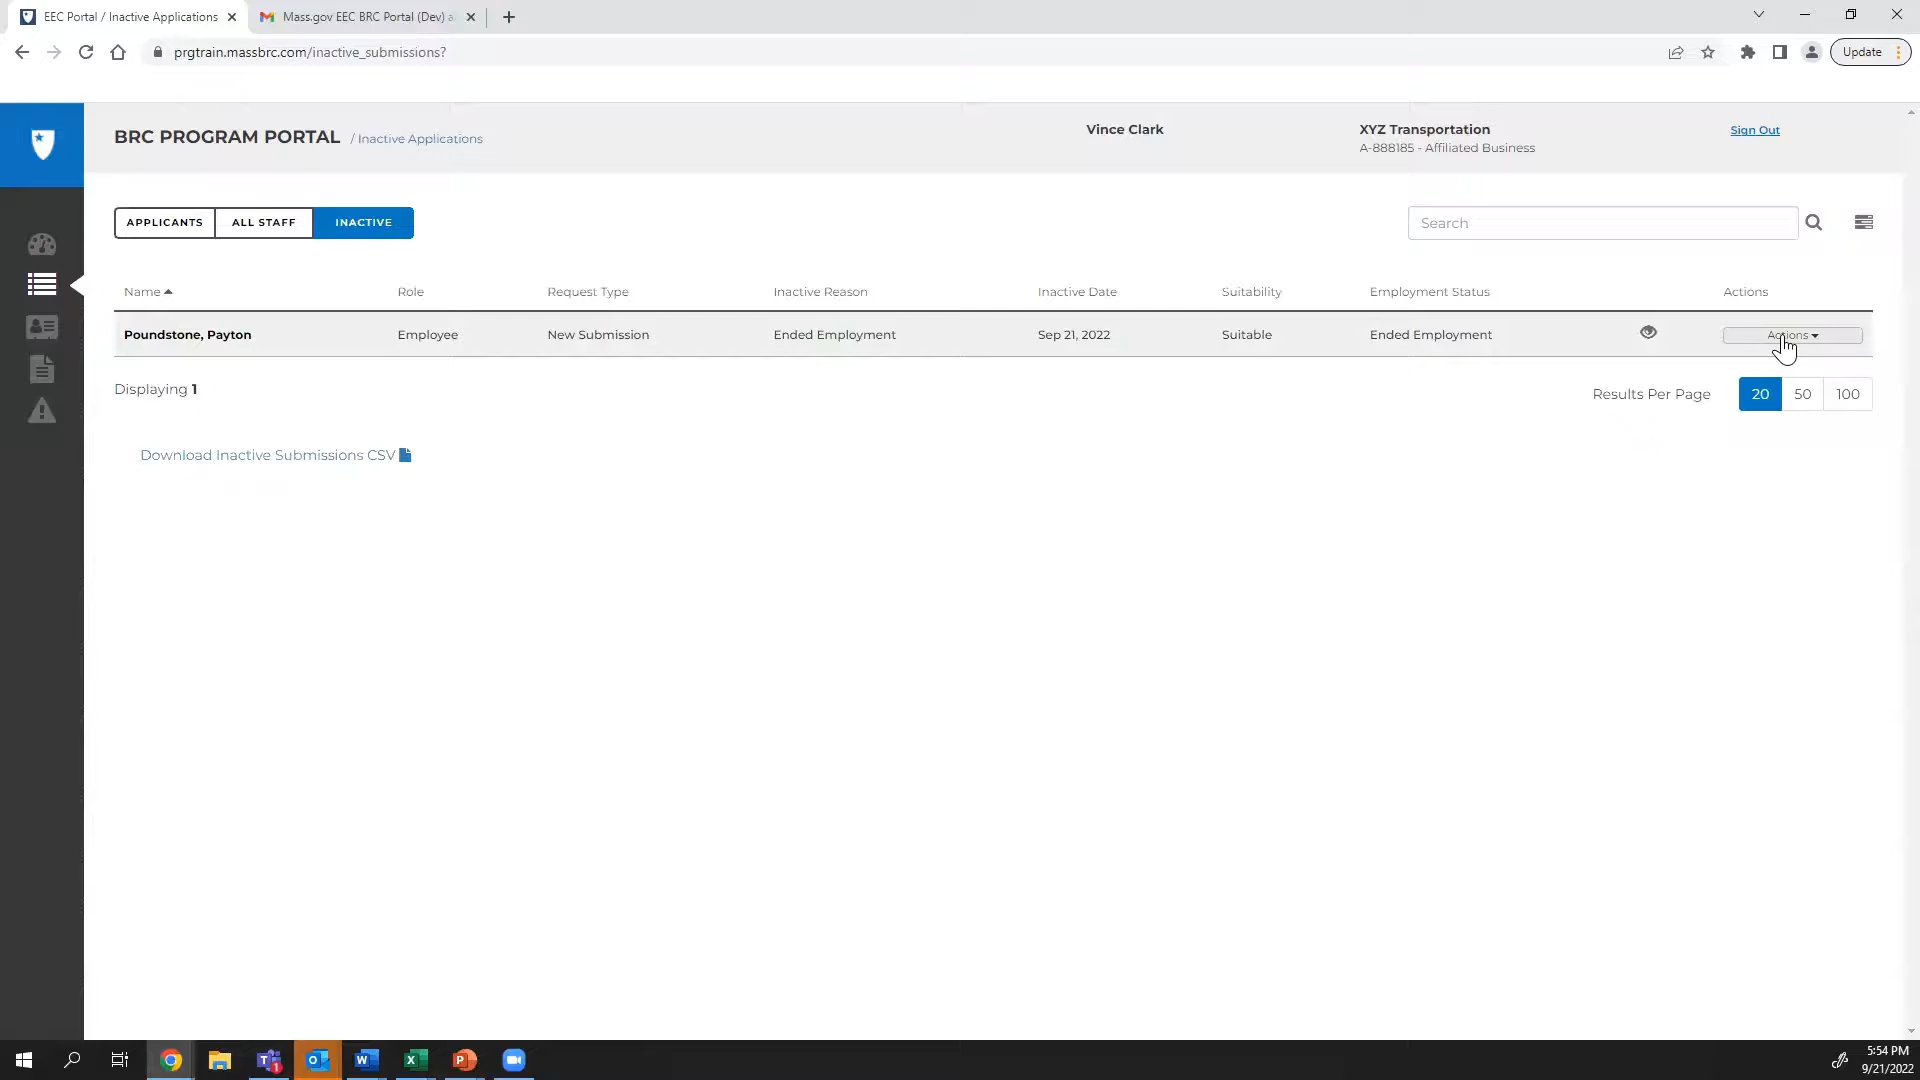 EEC Portal / Inactive Applications
Mass.gov EEC BRC Portal (Dev) a
prgtrain.massbrc.com/inactive_submissions?
Update
BRC PROGRAM PORTAL / Inactive Applications
Vince Clark
XYZ Transportation
A-888185 - Affiliated Business
Sign Out
APPLICANTS ALL STAFF INACTIVE
Search
Name Role Request Type Inactive Reason Inactive Date Suitability Employment Status Actions
Poundstone, Payton Employee New Submission Ended Employment Sep 21, 2022 Suitable Ended Employment Actions
Displaying 1
Results Per Page 20 50 100
Download Inactive Submissions CSV
5:54 PM
9/21/2022